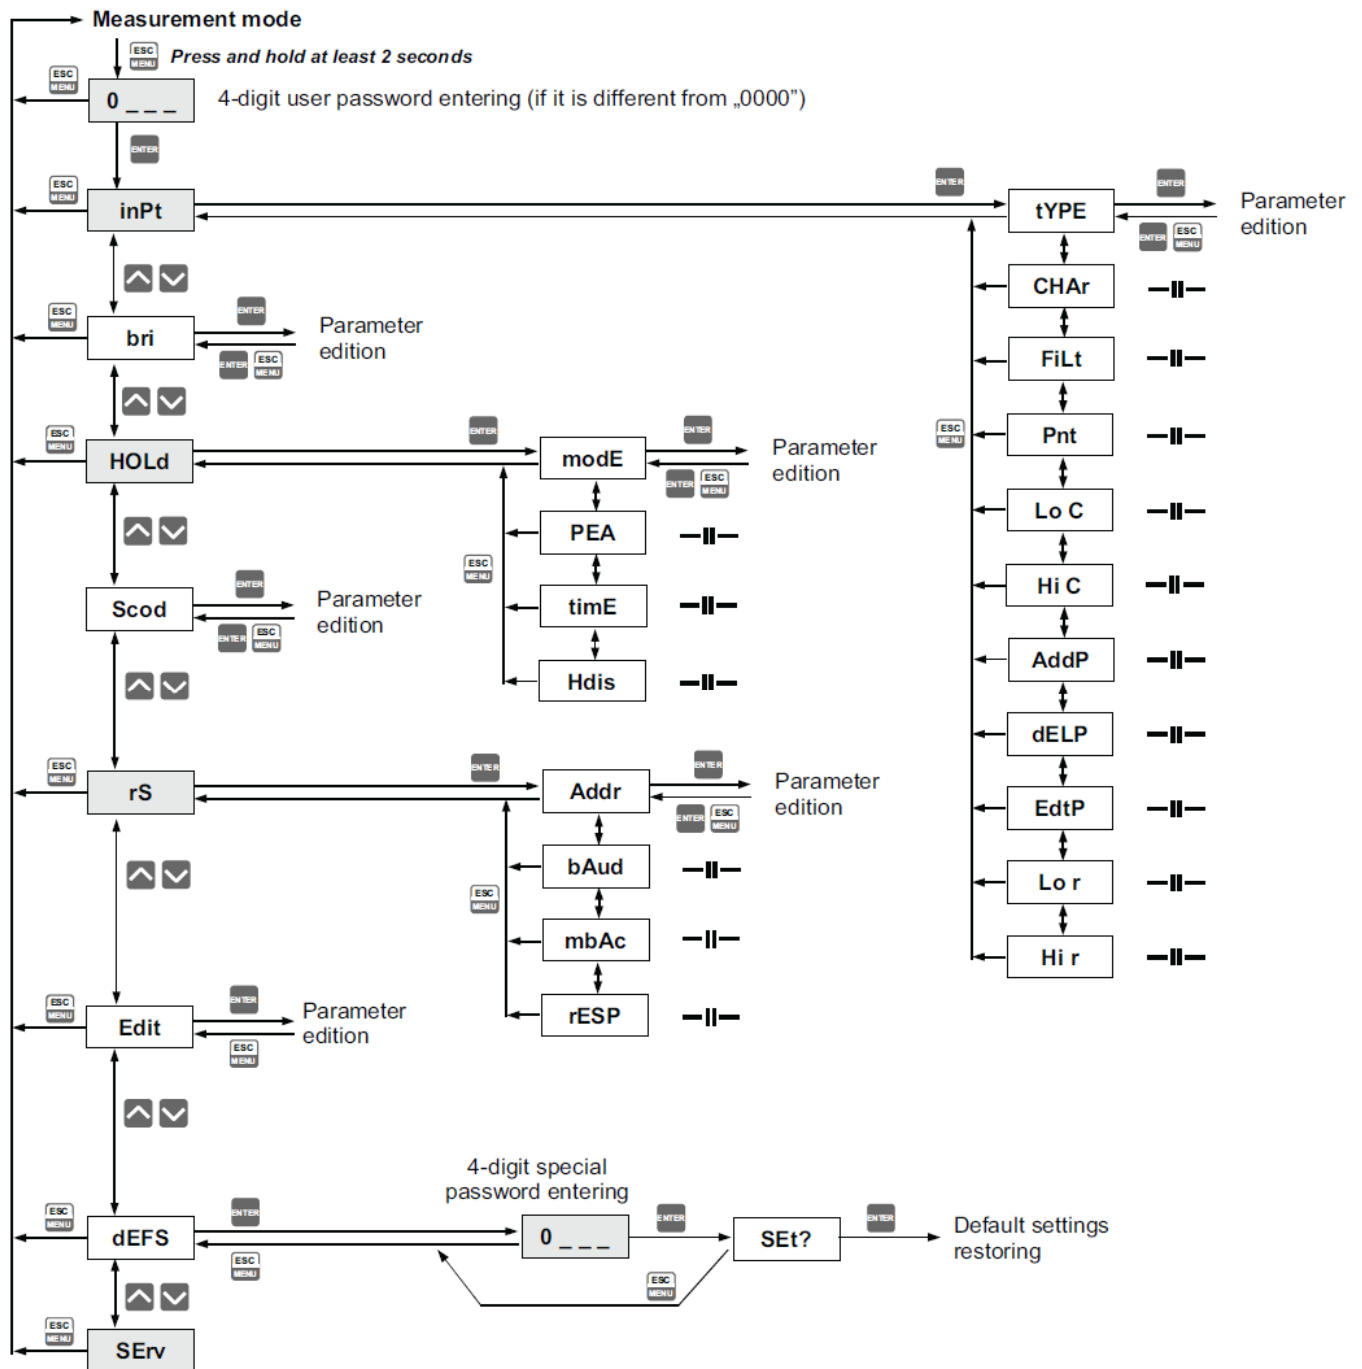 Measurement mode
ESC
MENU
Press and hold at least 2 seconds
ESC
MENU
0 _ _ _
4-digit user password entering (if it is different from „0000”)
ENTER
ESC
MENU
inPt
ENTER
tYPE
ENTER
ENTER
ESC
MENU
Parameter
edition
CHAr
FiLt
Pnt
Lo C
Hi C
AddP
dELP
EdtP
Lo r
Hi r
ESC
MENU
ESC
MENU
bri
ENTER
ENTER
ESC
MENU
Parameter
edition
ESC
MENU
HOLd
ENTER
modE
ENTER
ENTER
ESC
MENU
Parameter
edition
PEA
timE
Hdis
ESC
MENU
Scod
ENTER
ENTER
ESC
MENU
Parameter
edition
ESC
MENU
rS
ENTER
Addr
ENTER
ENTER
ESC
MENU
Parameter
edition
bAud
mbAc
rESP
ESC
MENU
ESC
MENU
Edit
ENTER
ESC
MENU
Parameter
edition
ESC
MENU
dEFS
ENTER
ESC
MENU
4-digit special
password entering
0 _ _ _
ENTER
SEt?
ENTER
Default settings
restoring
ESC
MENU
ESC
MENU
SErv